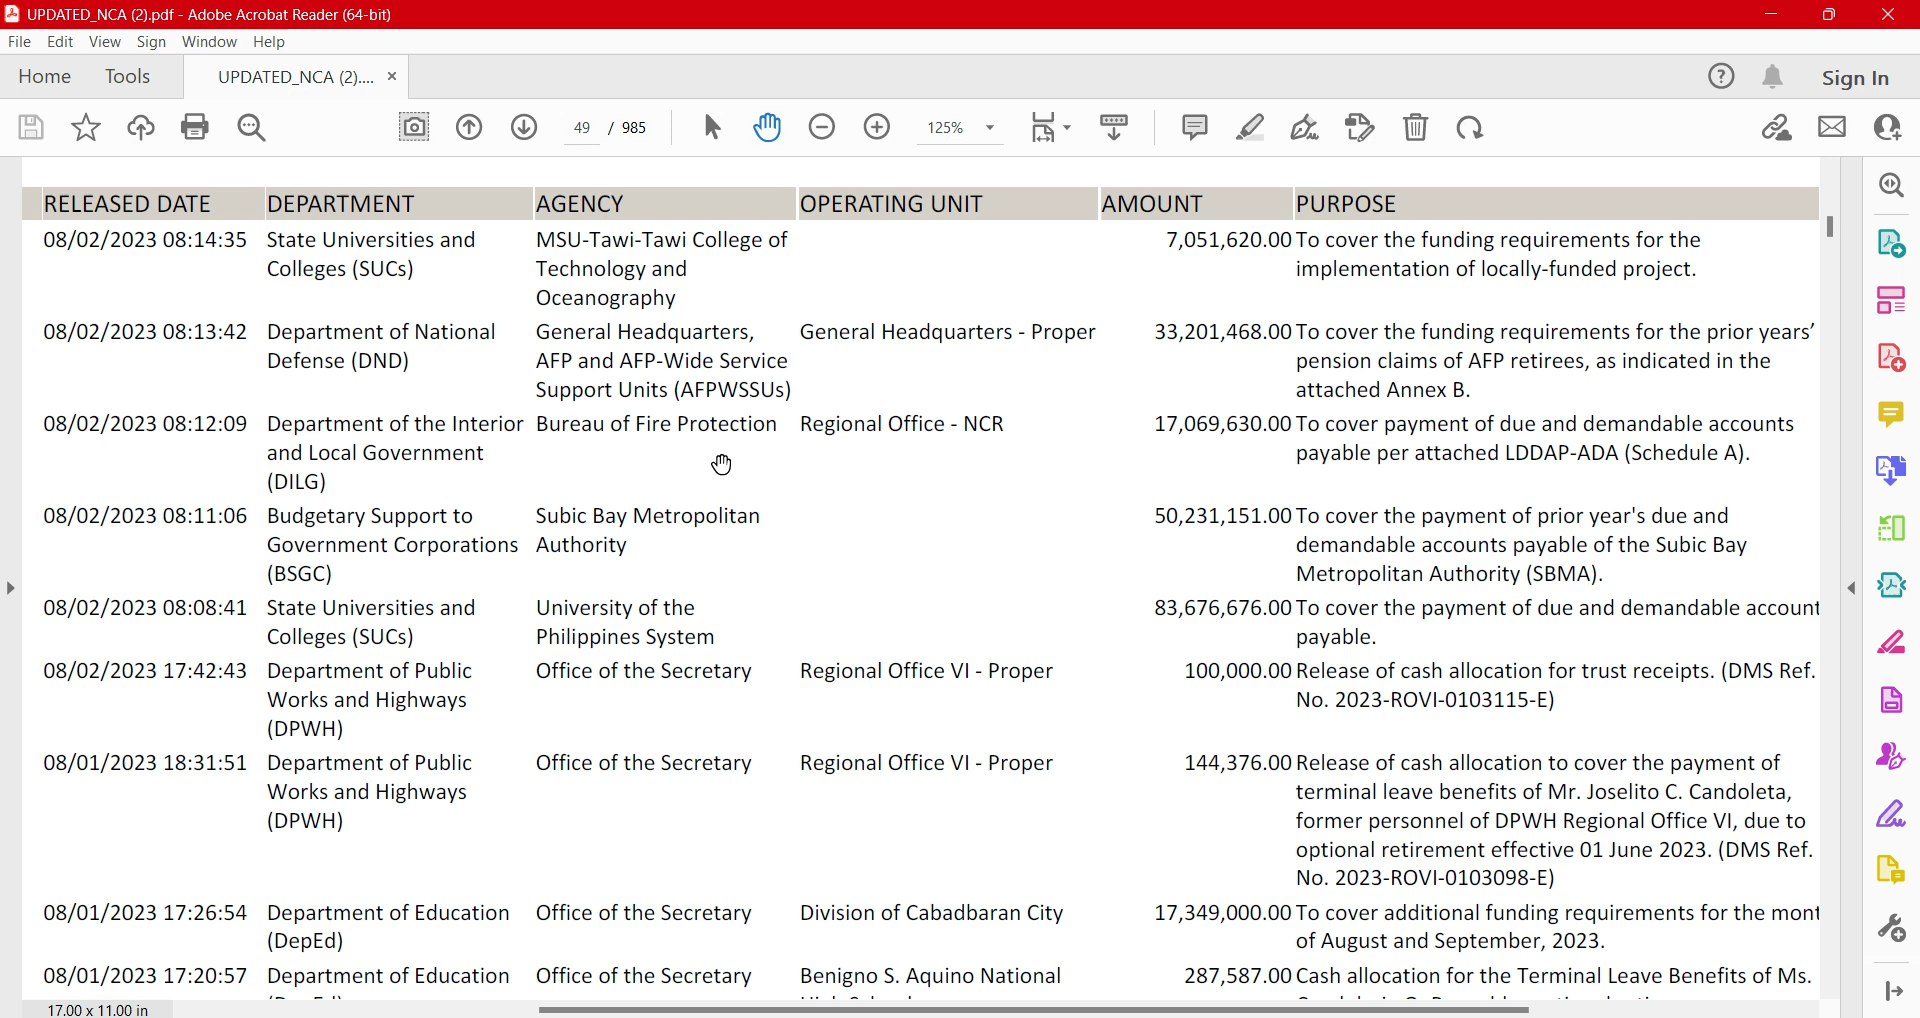 UPDATED_NCA (2).pdf - Adobe Acrobat Reader (64-bit)
File Edit View Sign Window Help
Home Tools UPDATED_NCA (2).... × Sign In
49 / 985 125%
RELEASED DATE DEPARTMENT AGENCY OPERATING UNIT AMOUNT PURPOSE
08/02/2023 08:14:35 State Universities and MSU-Tawi-Tawi College of 7,051,620.00 To cover the funding requirements for the
Colleges (SUCs) Technology and implementation of locally-funded project.
Oceanography
08/02/2023 08:13:42 Department of National General Headquarters, General Headquarters - Proper 33,201,468.00 To cover the funding requirements for the prior years’
Defense (DND) AFP and AFP-Wide Service pension claims of AFP retirees, as indicated in the
Support Units (AFPWSSUs) attached Annex B.
08/02/2023 08:12:09 Department of the Interior Bureau of Fire Protection Regional Office - NCR 17,069,630.00 To cover payment of due and demandable accounts
and Local Government payable per attached LDDAP-ADA (Schedule A).
(DILG)
08/02/2023 08:11:06 Budgetary Support to Subic Bay Metropolitan 50,231,151.00 To cover the payment of prior year's due and
Government Corporations Authority demandable accounts payable of the Subic Bay
(BSGC) Metropolitan Authority (SBMA).
08/02/2023 08:08:41 State Universities and University of the 83,676,676.00 To cover the payment of due and demandable account
Colleges (SUCs) Philippines System payable.
08/02/2023 17:42:43 Department of Public Office of the Secretary Regional Office VI - Proper 100,000.00 Release of cash allocation for trust receipts. (DMS Ref.
Works and Highways No. 2023-ROVI-0103115-E)
(DPWH)
08/01/2023 18:31:51 Department of Public Office of the Secretary Regional Office VI - Proper 144,376.00 Release of cash allocation to cover the payment of
Works and Highways terminal leave benefits of Mr. Joselito C. Candoleta,
(DPWH) former personnel of DPWH Regional Office VI, due to
optional retirement effective 01 June 2023. (DMS Ref.
No. 2023-ROVI-0103098-E)
08/01/2023 17:26:54 Department of Education Office of the Secretary Division of Cabadbaran City 17,349,000.00 To cover additional funding requirements for the mont
(DepEd) of August and September, 2023.
08/01/2023 17:20:57 Department of Education Office of the Secretary Benigno S. Aquino National 287,587.00 Cash allocation for the Terminal Leave Benefits of Ms.
17.00 x 11.00 in